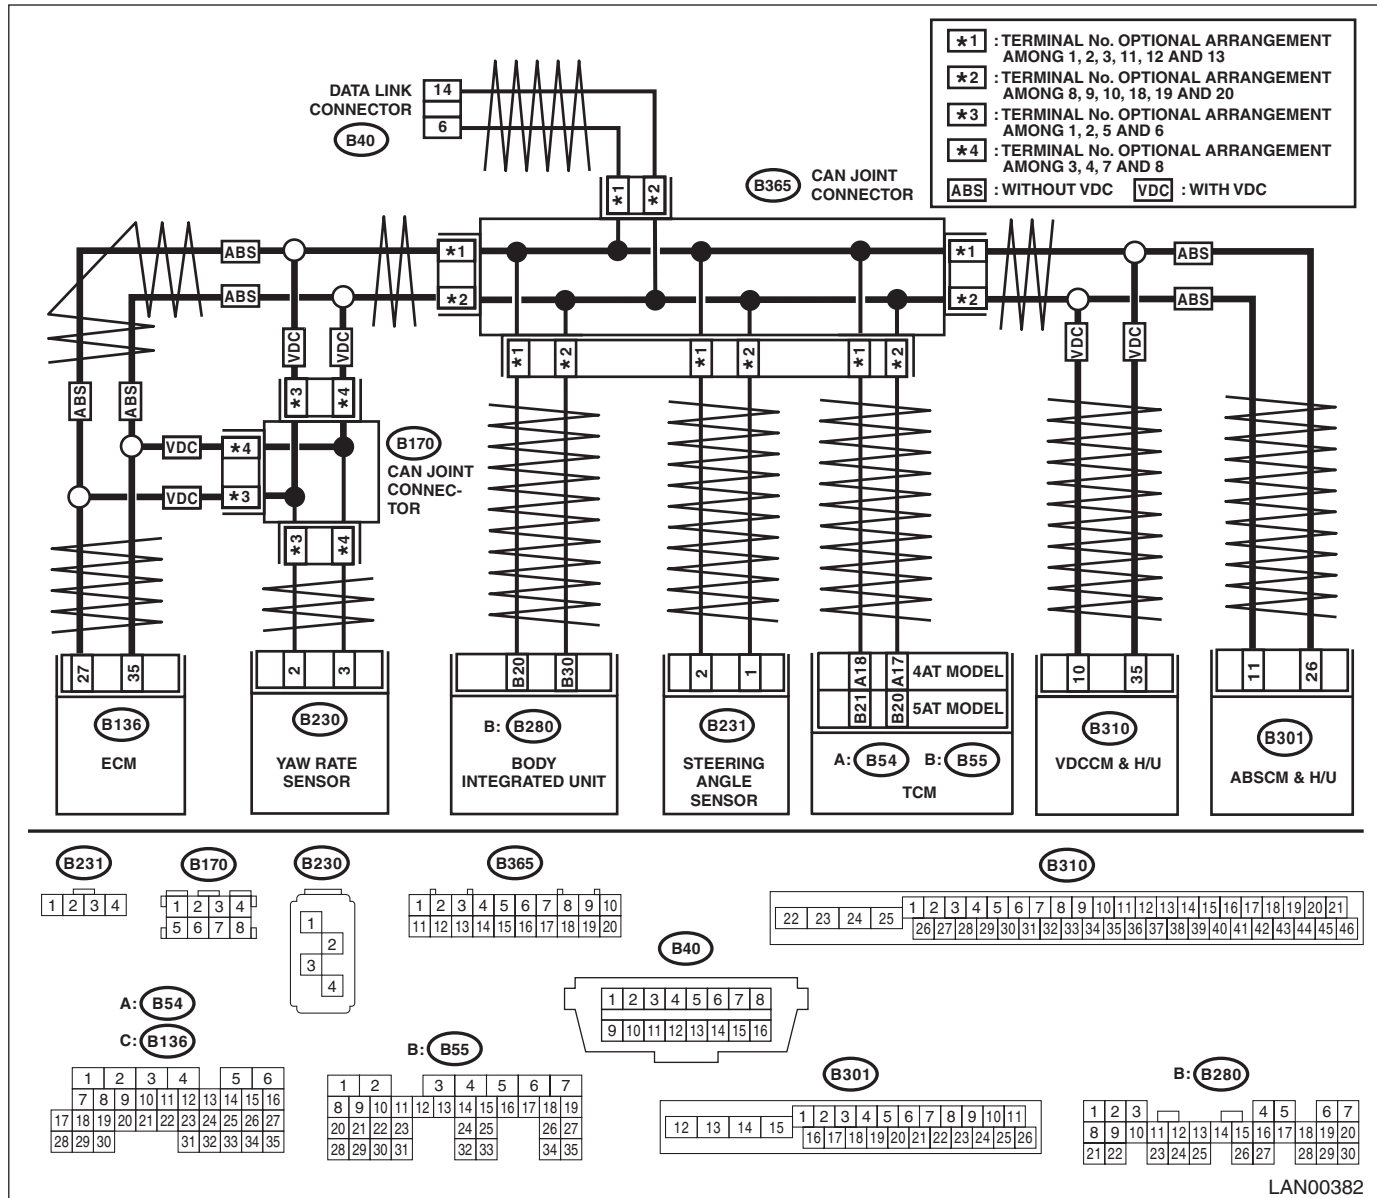 *1 : TERMINAL No. OPTIONAL ARRANGEMENT
AMONG 1, 2, 3, 11, 12 AND 13
*2 : TERMINAL No. OPTIONAL ARRANGEMENT
AMONG 8, 9, 10, 18, 19 AND 20
*3 : TERMINAL No. OPTIONAL ARRANGEMENT
AMONG 1, 2, 5 AND 6
*4 : TERMINAL No. OPTIONAL ARRANGEMENT
AMONG 3, 4, 7 AND 8
ABS : WITHOUT VDC VDC : WITH VDC
DATA LINK
CONNECTOR
B40
14
6
*1 *2
B365
CAN JOINT
CONNECTOR
ABS *1 *1 ABS
ABS *2 *2 ABS
VDC VDC VDC VDC
*1 *2 *1 *2 *1 *2
ABS ABS
*3 *4
VDC *4
VDC *3
B170
CAN JOINT
CONNEC-
TOR
*3 *4
27 35
B136
ECM
2 3
B230
YAW RATE
SENSOR
B20 B30
B: B280
BODY
INTEGRATED UNIT
2 1
B231
STEERING
ANGLE
SENSOR
A18 A17 4AT MODEL
B21 B20 5AT MODEL
A: B54 B: B55
TCM
10 35
B310
VDCCM & H/U
11 26
B301
ABSCM & H/U
B231
1 2 3 4
B170
1 2 3 4
5 6 7 8
B230
1
2
3
4
B365
1 2 3 4 5 6 7 8 9 10
11 12 13 14 15 16 17 18 19 20
B310
22 23 24 25
1 2 3 4 5 6 7 8 9 10 11 12 13 14 15 16 17 18 19 20 21
26 27 28 29 30 31 32 33 34 35 36 37 38 39 40 41 42 43 44 45 46
B40
1 2 3 4 5 6 7 8
9 10 11 12 13 14 15 16
A: B54
C: B136
1 2 3 4 5 6
7 8 9 10 11 12 13 14 15 16
17 18 19 20 21 22 23 24 25 26 27
28 29 30 31 32 33 34 35
B: B55
1 2 3 4 5 6 7
8 9 10 11 12 13 14 15 16 17 18 19
20 21 22 23 24 25 26 27
28 29 30 31 32 33 34 35
B301
12 13 14 15
1 2 3 4 5 6 7 8 9 10 11
16 17 18 19 20 21 22 23 24 25 26
B: B280
1 2 3 4 5 6 7
8 9 10 11 12 13 14 15 16 17 18 19 20
21 22 23 24 25 26 27 28 29 30
LAN00382